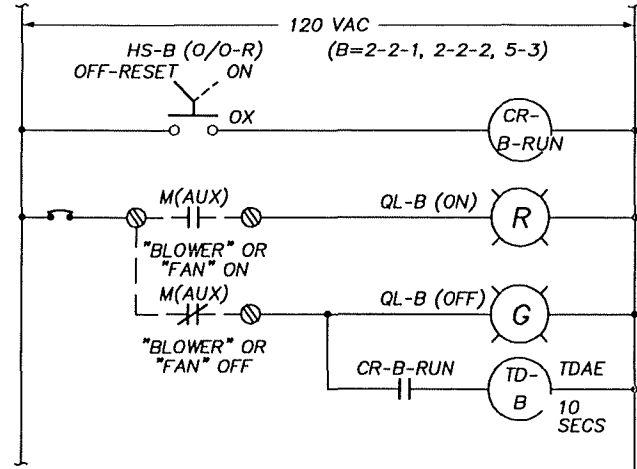 120 VAC
HS-B (O/O-R) (B=2-2-1, 2-2-2, 5-3)
OFF-RESET ON
OX
CR-
B-RUN
M(AUX) QL-B (ON)
R
"BLOWER" OR
"FAN" ON
M(AUX) QL-B (OFF)
G
"BLOWER" OR
"FAN" OFF
CR-B-RUN TD- TDAE
B 10
SECS